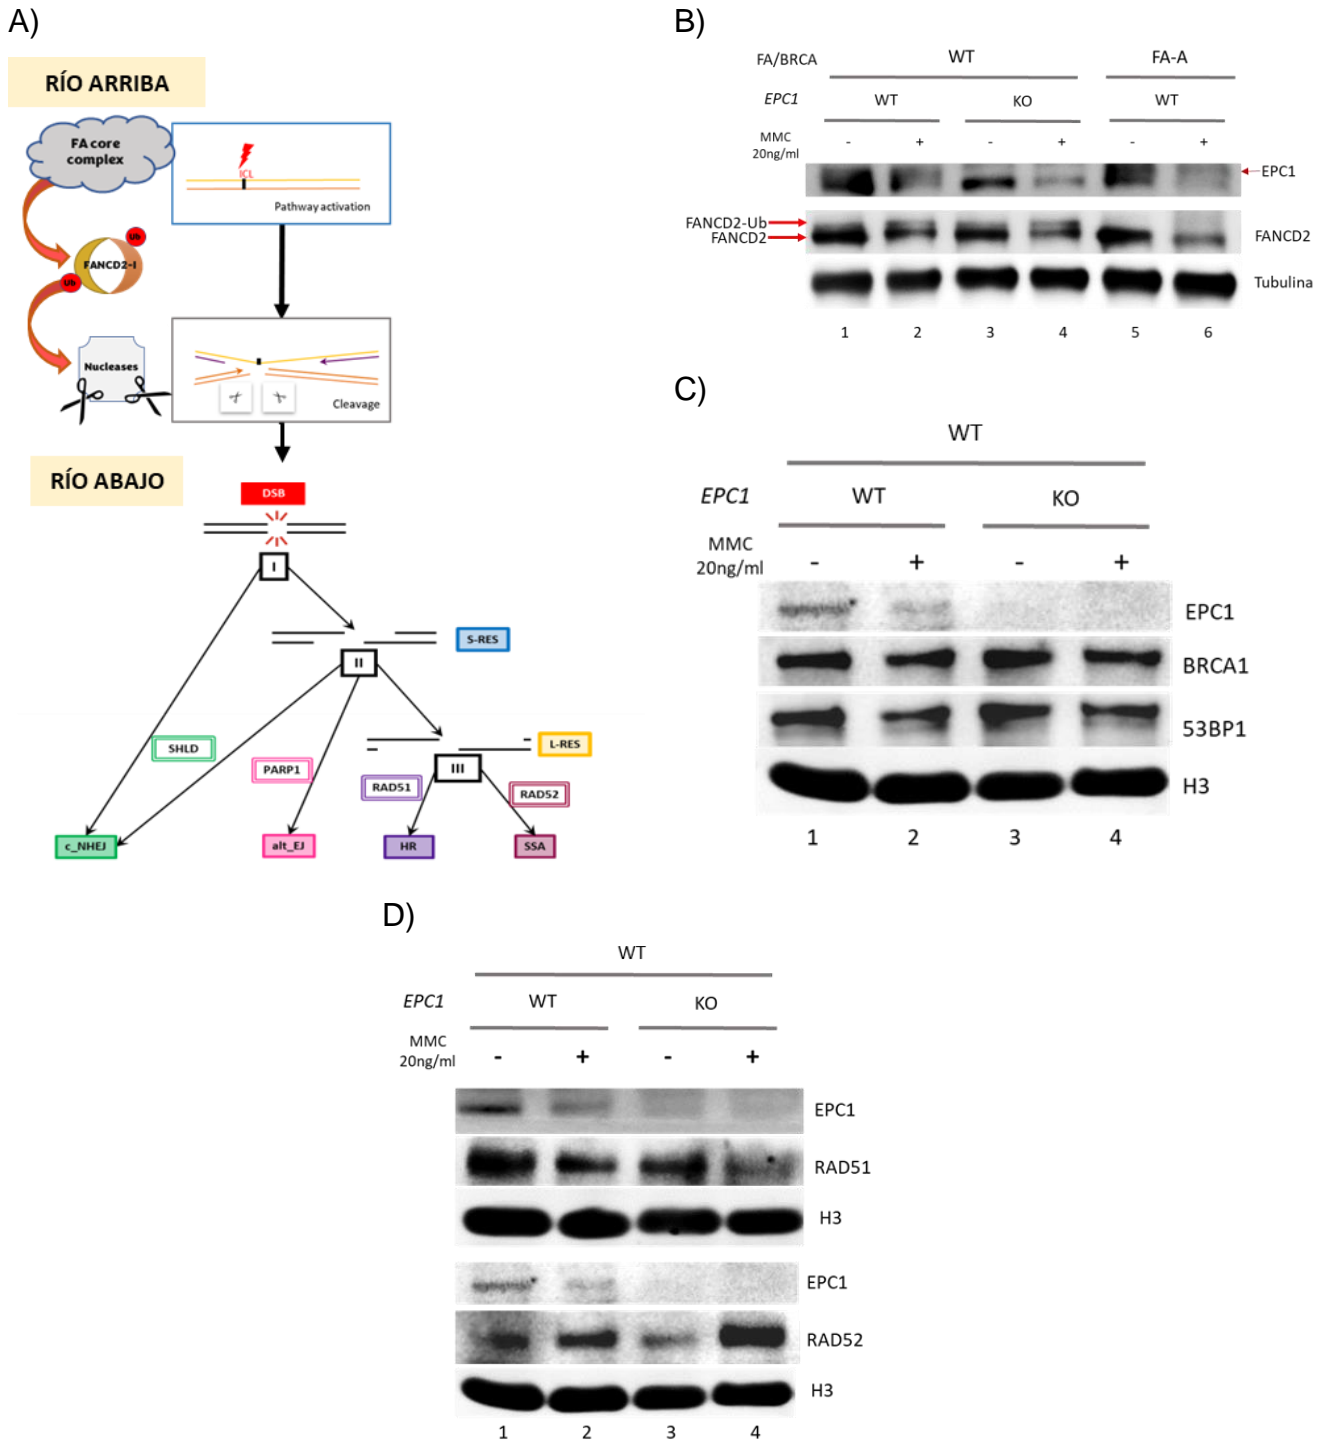 A)
RÍO ARRIBA
FA core
complex
ICL
Pathway activation
Ub
FANCD2-I
Ub
Nucleases
Cleavage
RÍO ABAJO
DSB
I
S-RES
II
SHLD
L-RES
PARP1
III
RAD51
RAD52
c_NHEJ
alt_EJ
HR
SSA
B)
FA/BRCA
WT
FA-A
EPC1
WT
KO
WT
MMC
20ng/ml
- + - + - +
EPC1
FANCD2-Ub
FANCD2
FANCD2
Tubulina
1 2 3 4 5 6
C)
WT
EPC1
WT
KO
MMC
20ng/ml
- + - +
EPC1
BRCA1
53BP1
H3
1 2 3 4
D)
WT
EPC1
WT
KO
MMC
20ng/ml
- + - +
EPC1
RAD51
H3
EPC1
RAD52
H3
1 2 3 4